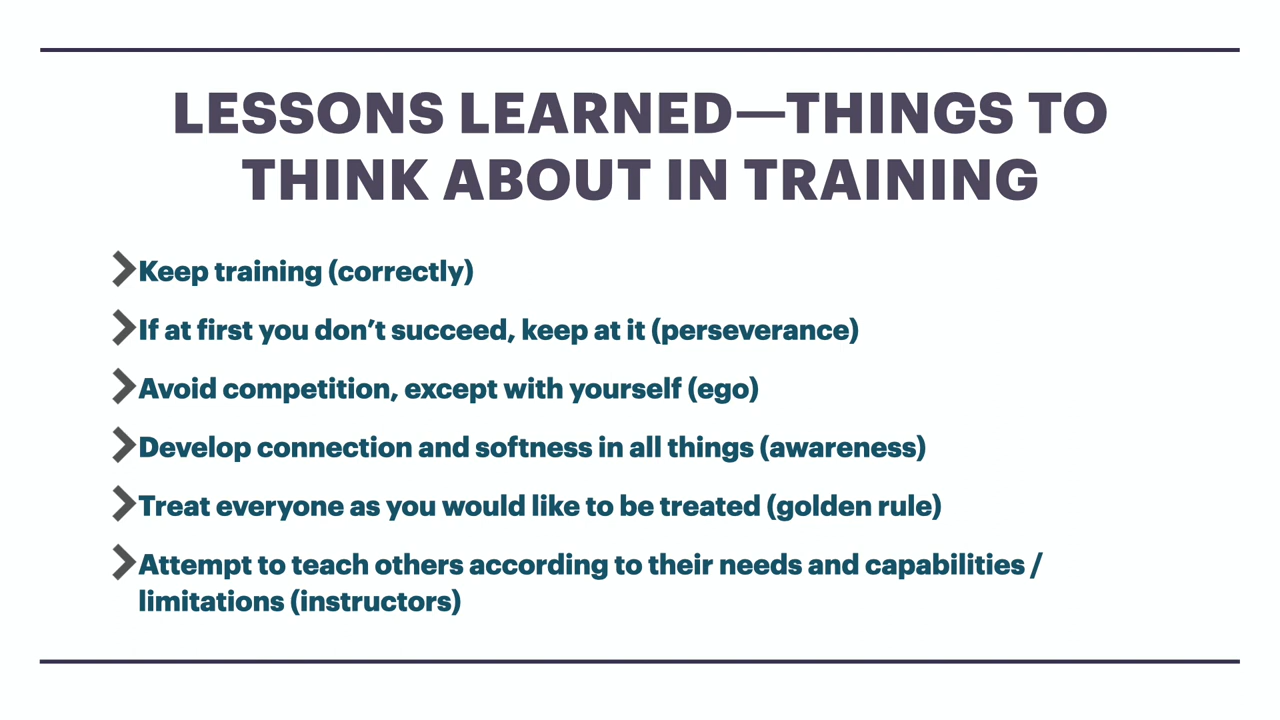 LESSONS LEARNED—THINGS TO
THINK ABOUT IN TRAINING
Keep training (correctly)
If at first you don’t succeed, keep at it (perseverance)
Avoid competition, except with yourself (ego)
Develop connection and softness in all things (awareness)
Treat everyone as you would like to be treated (golden rule)
Attempt to teach others according to their needs and capabilities /
limitations (instructors)